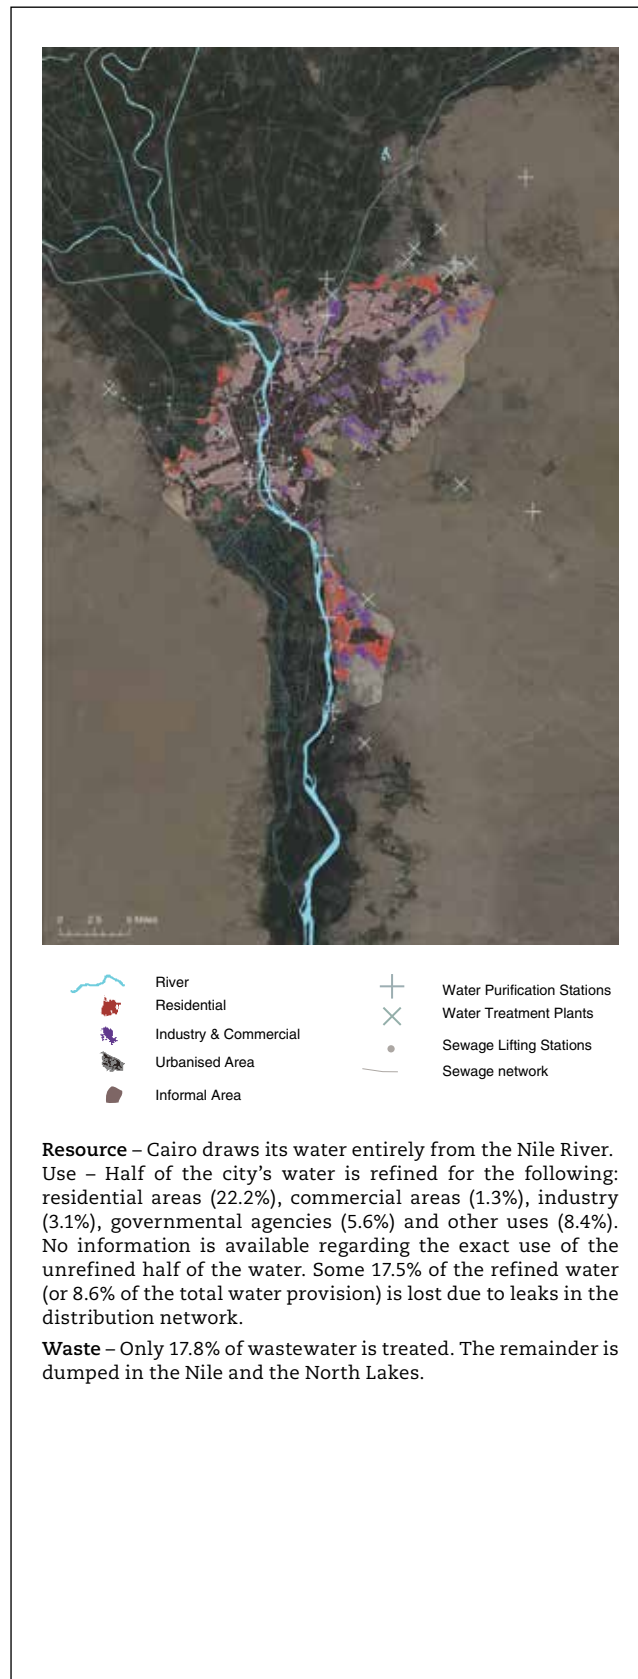 0 2.5 5 Miles
River
Residential
Industry & Commercial
Urbanised Area
Informal Area
Water Purification Stations
Water Treatment Plants
Sewage Lifting Stations
Sewage network
Resource – Cairo draws its water entirely from the Nile River.
Use – Half of the city's water is refined for the following:
residential areas (22.2%), commercial areas (1.3%), industry
(3.1%), governmental agencies (5.6%) and other uses (8.4%).
No information is available regarding the exact use of the
unrefined half of the water. Some 17.5% of the refined water
(or 8.6% of the total water provision) is lost due to leaks in the
distribution network.
Waste – Only 17.8% of wastewater is treated. The remainder is
dumped in the Nile and the North Lakes.